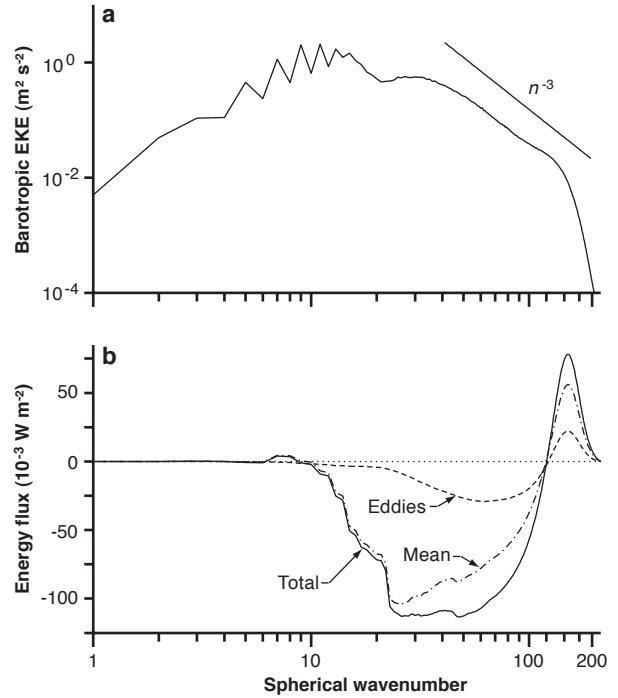 a
10⁰
10⁻²
10⁻⁴
Barotropic EKE (m² s⁻²)
n⁻³
b
50
0
-50
-100
Energy flux (10⁻³ W m⁻²)
Eddies
Mean
Total
1
10
100
200
Spherical wavenumber